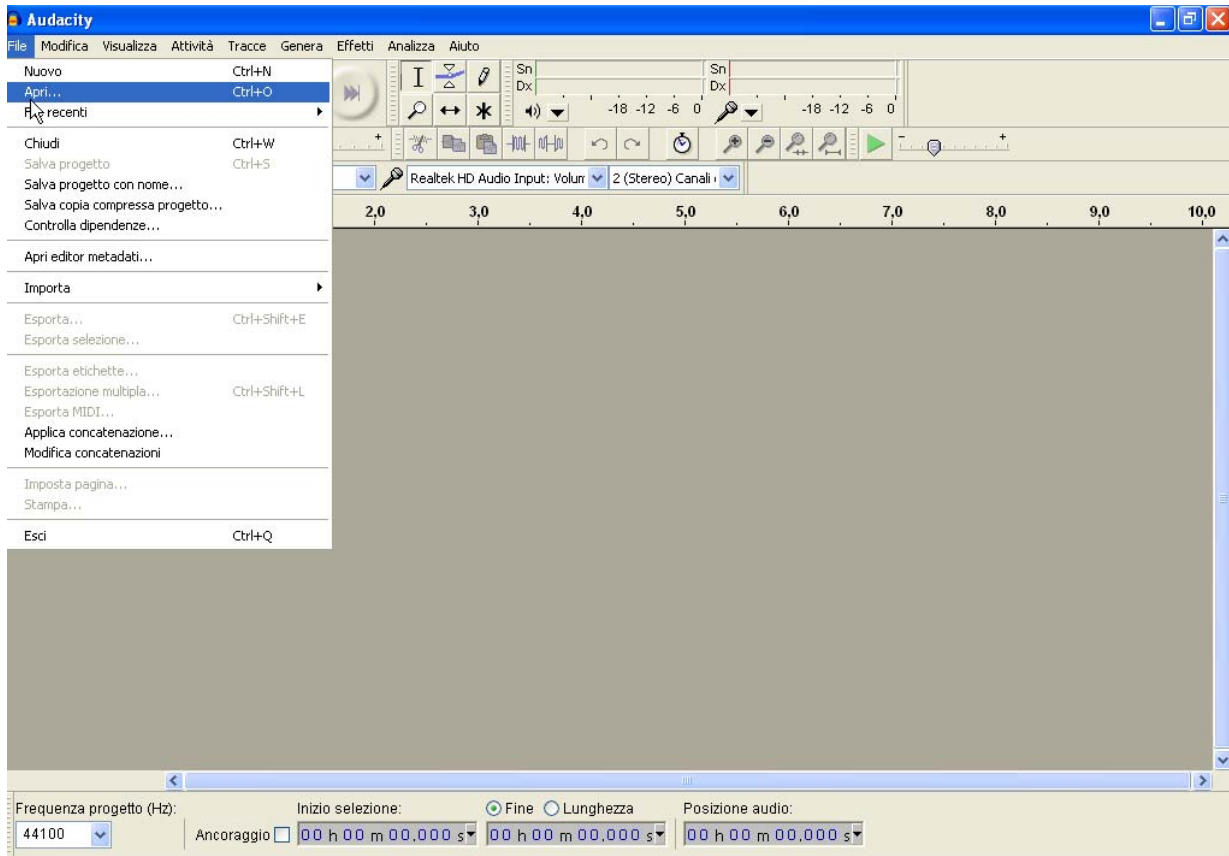 Audacity
File Modifica Visualizza Attività Tracce Genera Effetti Analizza Aiuto
Nuovo Ctrl+N
Apri... Ctrl+O
recenti
Chiudi Ctrl+W
Salva progetto Ctrl+S
Salva progetto con nome...
Salva copia compressa progetto...
Controlla dipendenze...
Apri editor metadati...
Importa
Esporta... Ctrl+Shift+E
Esporta selezione...
Esporta etichette...
Esportazione multipla... Ctrl+Shift+L
Esporta MIDI...
Applica concatenazione...
Modifica concatenazioni
Imposta pagina...
Stampa...
Esci Ctrl+Q
Sn Sn
Dx Dx
-18 -12 -6 0 -18 -12 -6 0
Realtek HD Audio Input: Volum 2 (Stereo) Canali
2,0 3,0 4,0 5,0 6,0 7,0 8,0 9,0 10,0
Frequenza progetto (Hz): Inizio selezione: Fine Lunghezza Posizione audio:
44100 Ancoraggio 00 h 00 m 00.000 s 00 h 00 m 00.000 s 00 h 00 m 00.000 s